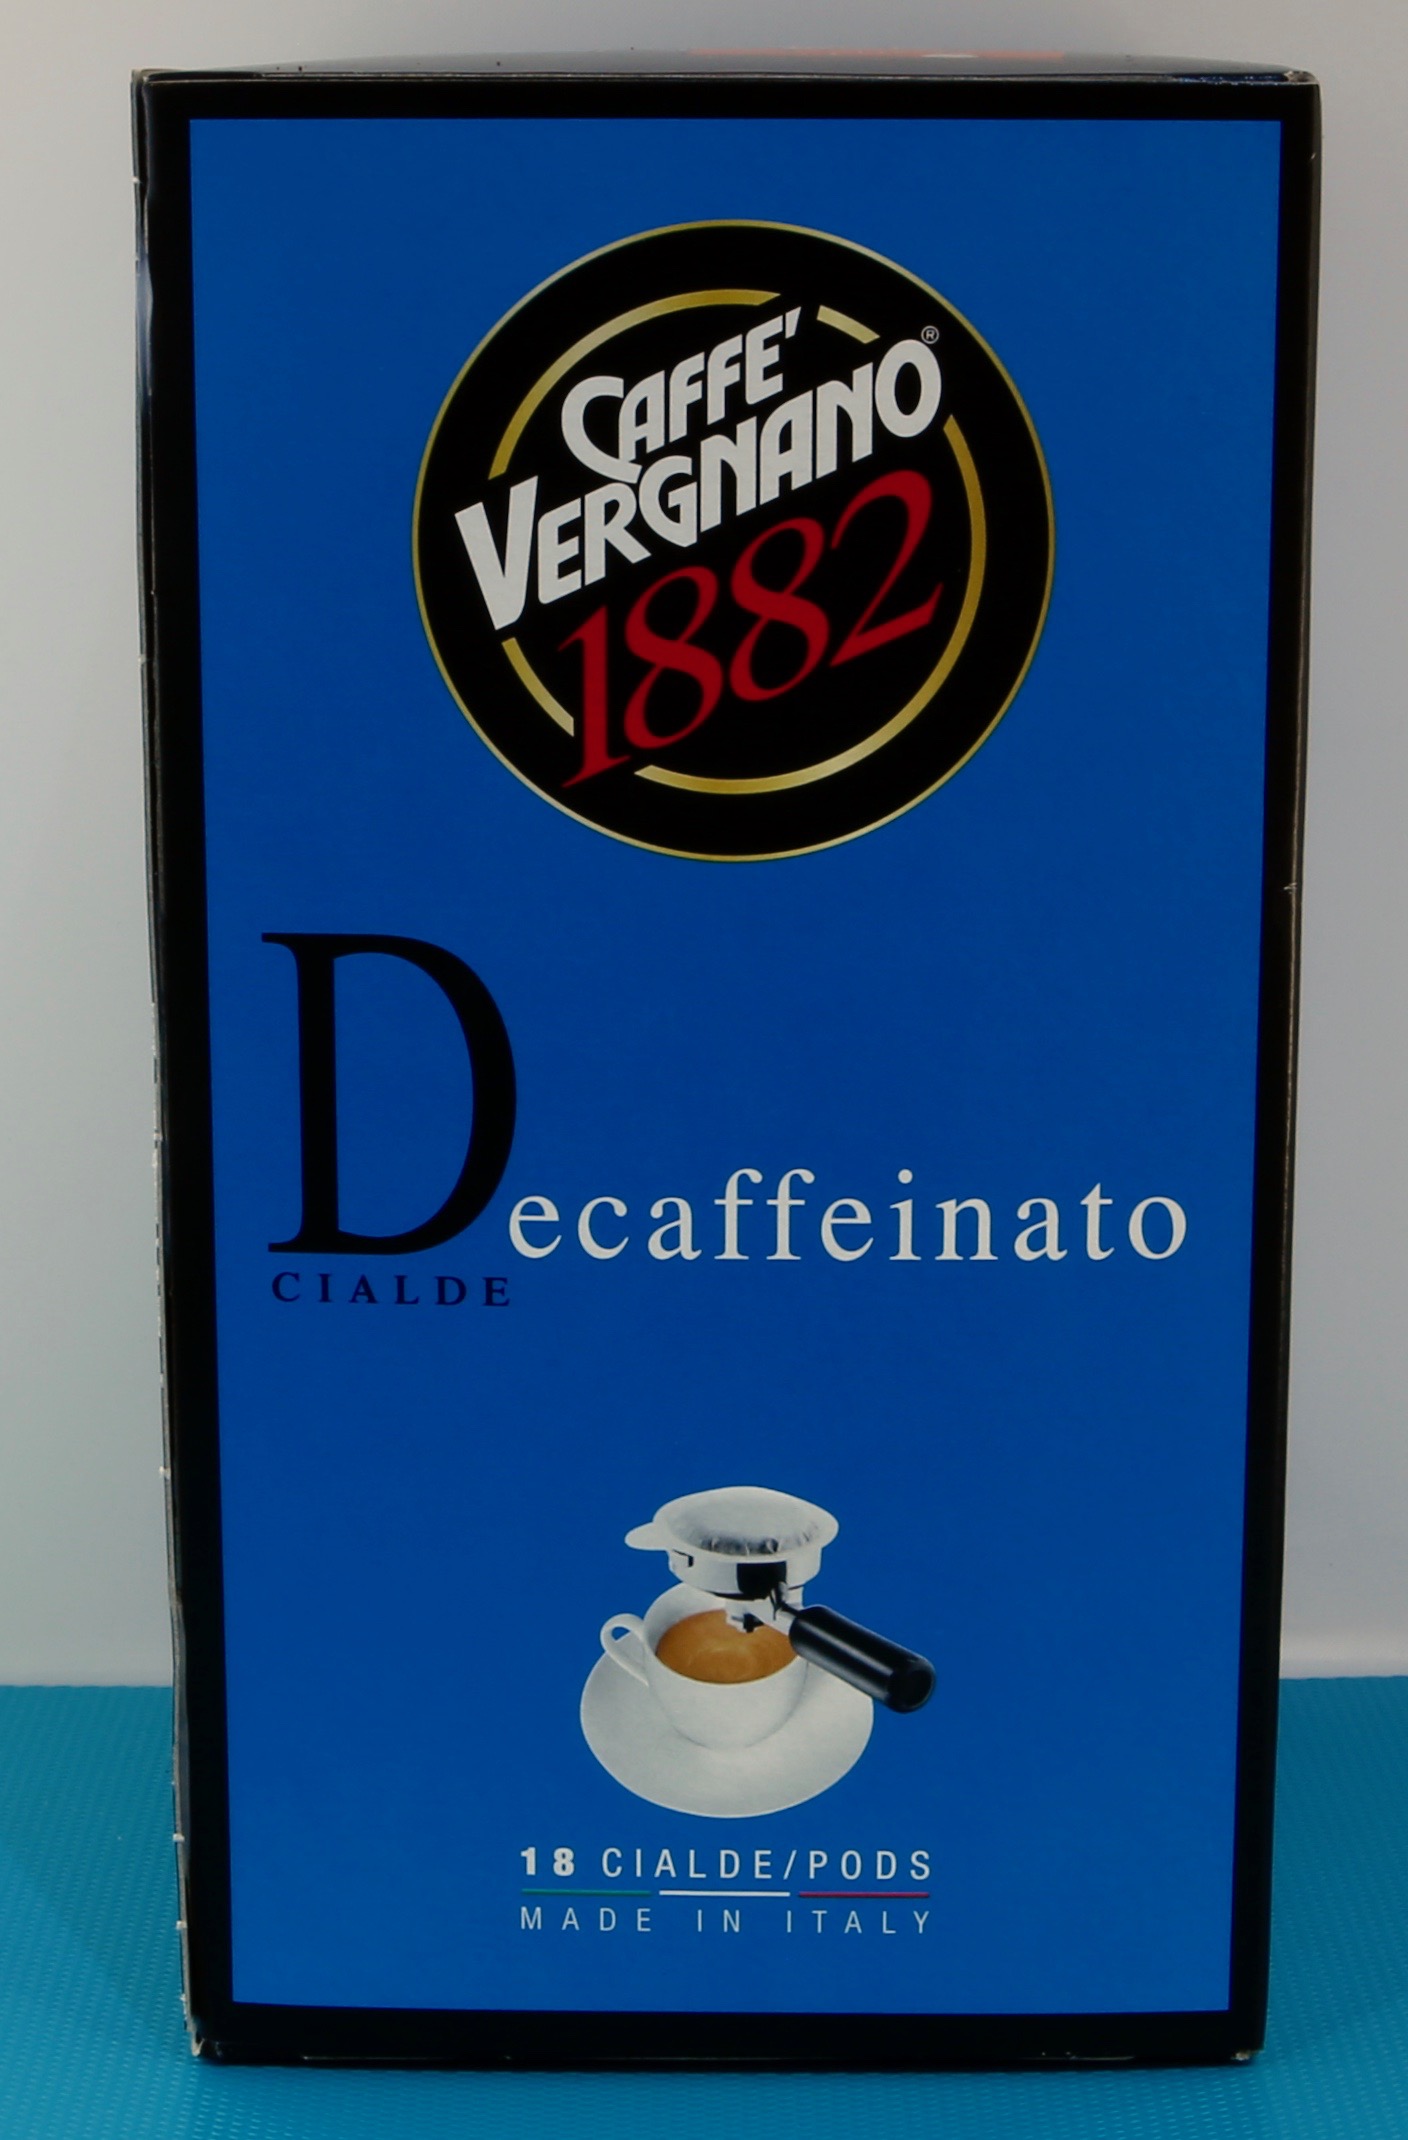 CAFFE'
VERGNANO®
1882
Decaffeinato
CIALDE
18 CIALDE/PODS
MADE IN ITALY